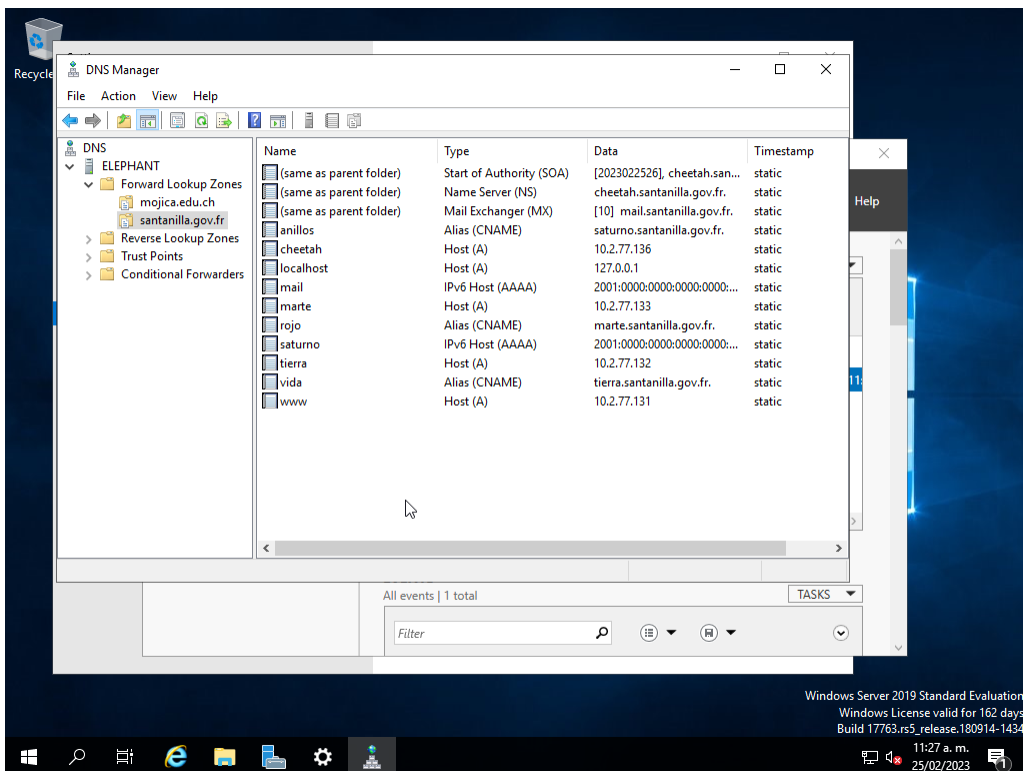 Recycle
DNS Manager
File Action View Help
DNS
ELEPHANT
Forward Lookup Zones
mojica.edu.ch
santanilla.gov.fr
Reverse Lookup Zones
Trust Points
Conditional Forwarders
Name Type Data Timestamp
(same as parent folder) Start of Authority (SOA) [2023022526], cheetah.san... static
(same as parent folder) Name Server (NS) cheetah.santanilla.gov.fr. static
(same as parent folder) Mail Exchanger (MX) [10] mail.santanilla.gov.fr. static
anillos Alias (CNAME) saturno.santanilla.gov.fr. static
cheetah Host (A) 10.2.77.136 static
localhost Host (A) 127.0.0.1 static
mail IPv6 Host (AAAA) 2001:0000:0000:0000:... static
marte Host (A) 10.2.77.133 static
rojo Alias (CNAME) marte.santanilla.gov.fr. static
saturno IPv6 Host (AAAA) 2001:0000:0000:0000:... static
tierra Host (A) 10.2.77.132 static
vida Alias (CNAME) tierra.santanilla.gov.fr. static
www Host (A) 10.2.77.131 static
Help
11:
All events | 1 total
TASKS
Filter
Windows Server 2019 Standard Evaluation
Windows License valid for 162 days
Build 17763.rs5_release.180914-1434
11:27 a. m.
25/02/2023
1